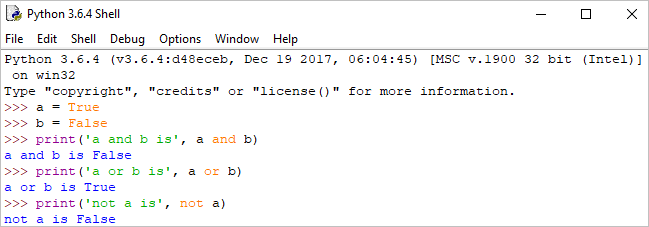 Python 3.6.4 Shell
File Edit Shell Debug Options Window Help
Python 3.6.4 (v3.6.4:d48eceb, Dec 19 2017, 06:04:45) [MSC v.1900 32 bit (Intel)]
 on win32
Type "copyright", "credits" or "license()" for more information.
>>> a = True
>>> b = False
>>> print('a and b is', a and b)
a and b is False
>>> print('a or b is', a or b)
a or b is True
>>> print('not a is', not a)
not a is False